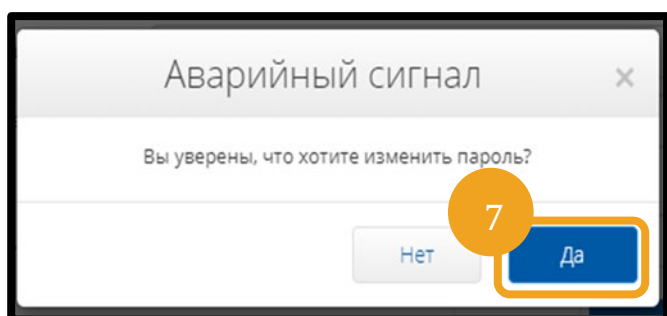 Аварийный сигнал ×
Вы уверены, что хотите изменить пароль?
7
Нет Да